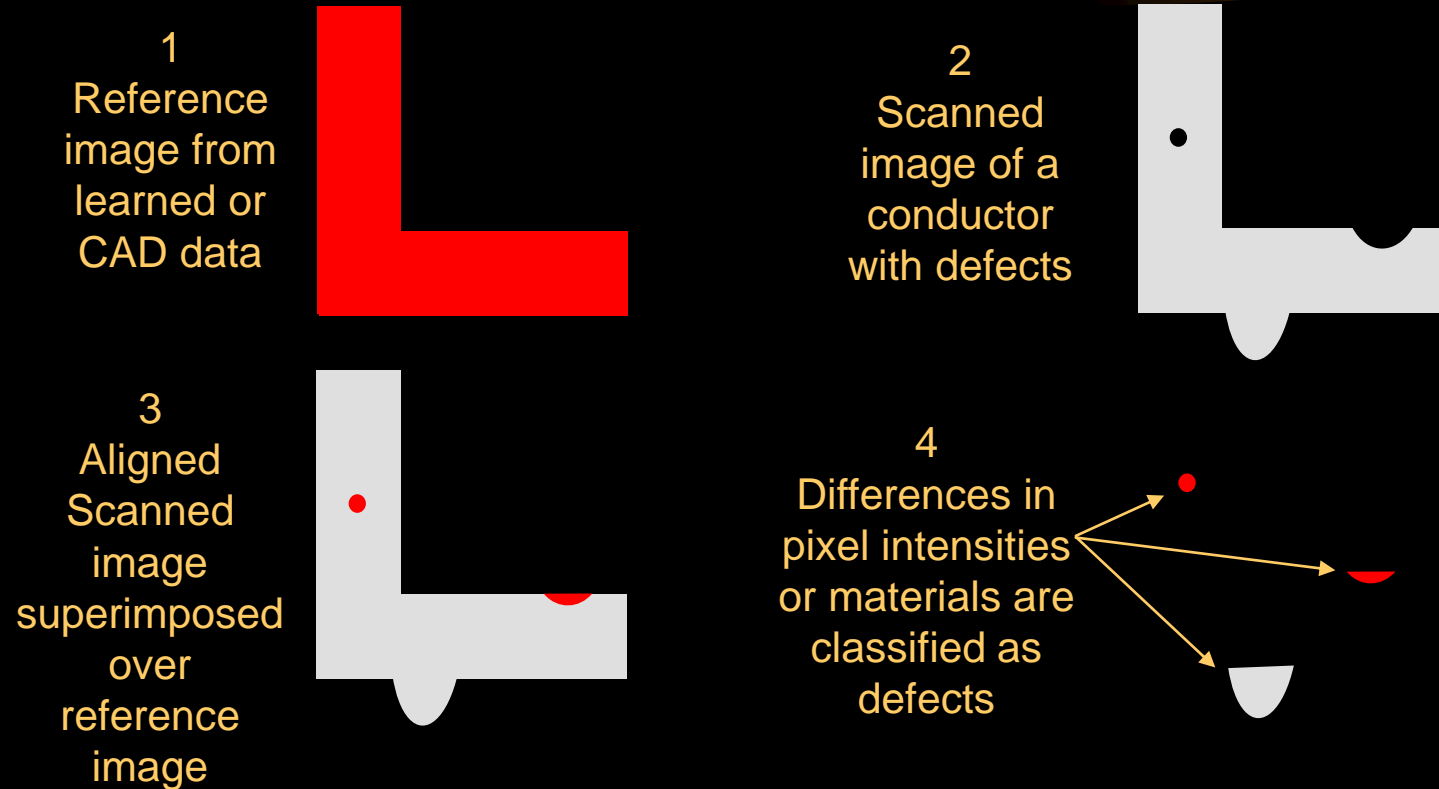 1
Reference
image from
learned or
CAD data
2
Scanned
image of a
conductor
with defects
3
Aligned
Scanned
image
superimposed
over
reference
image
4
Differences in
pixel intensities
or materials are
classified as
defects